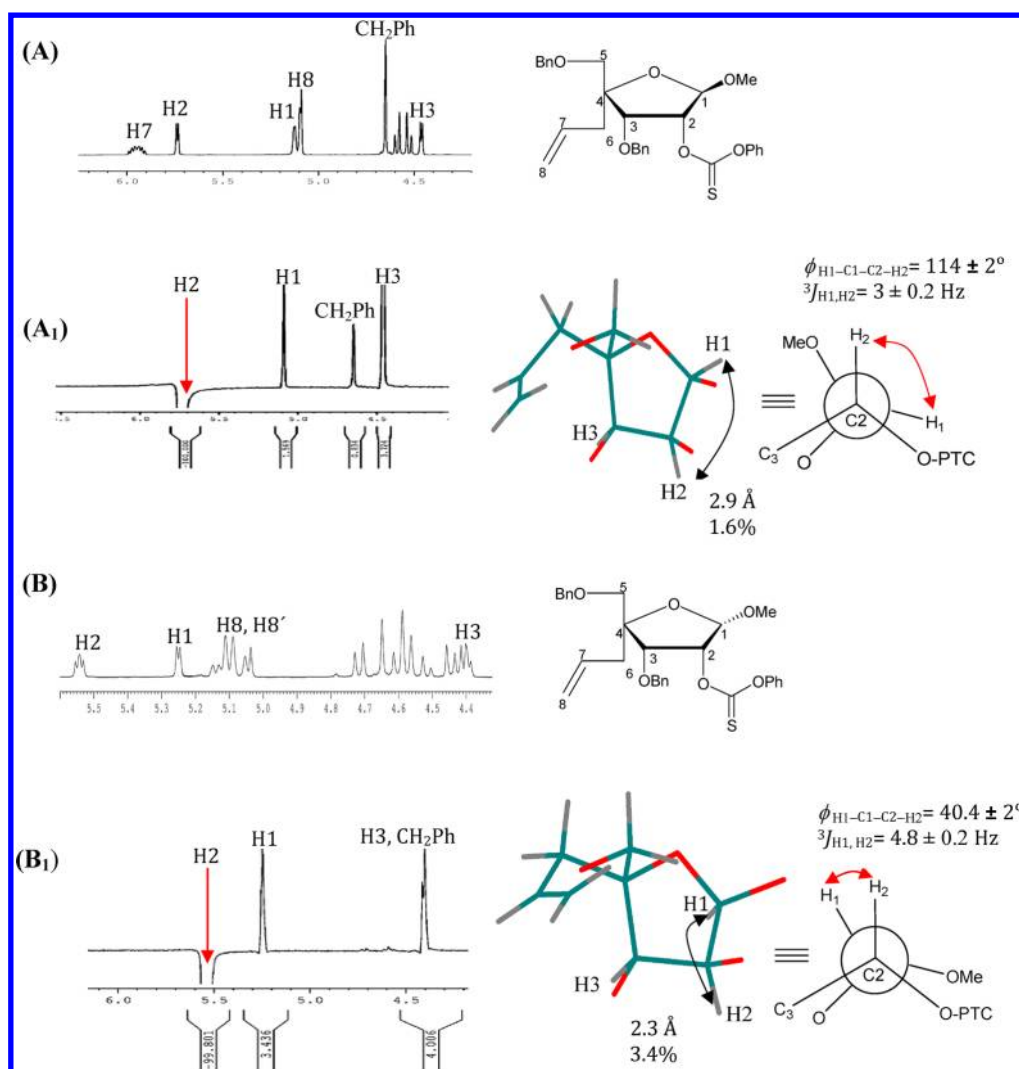 (A)
H7
H2
H1
H8
CH₂Ph
H3
6.0
5.5
5.0
4.5
BnO
5
O
OMe
4
1
3
2
7
6
8
OBn
O
OPh
S
(A₁)
H2
H1
CH₂Ph
H3
ϕH1–C1–C2–H2= 114 ± 2°
³JH1,H2= 3 ± 0.2 Hz
H1
H3
H2
2.9 Å
1.6%
H₂
MeO
C2
H₁
C₃
O
O-PTC
(B)
H2
H1
H8, H8´
H3
5.5
5.4
5.3
5.2
5.1
5.0
4.9
4.8
4.7
4.6
4.5
4.4
BnO
5
O
OMe
4
1
3
2
7
6
8
OBn
O
OPh
S
(B₁)
H2
H1
H3, CH₂Ph
6.0
5.5
5.0
4.5
-99.801
3.436
4.006
ϕH1–C1–C2–H2= 40.4 ± 2°
³JH1, H2= 4.8 ± 0.2 Hz
H1
H3
H2
2.3 Å
3.4%
H₁
H₂
C2
OMe
C₃
O
O-PTC